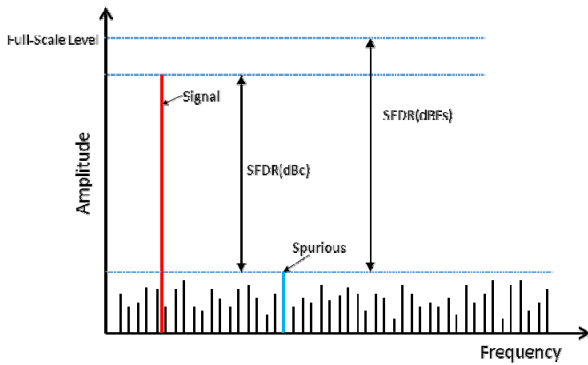 Full-Scale Level
Signal
SFDR(dBFs)
SFDR(dBc)
Amplitude
Spurious
Frequency